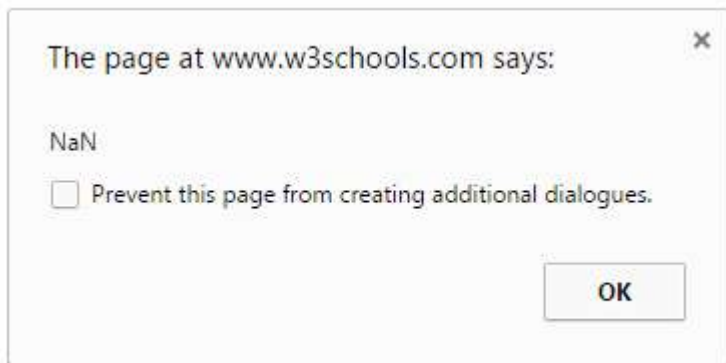 The page at www.w3schools.com says:
NaN
Prevent this page from creating additional dialogues.
OK